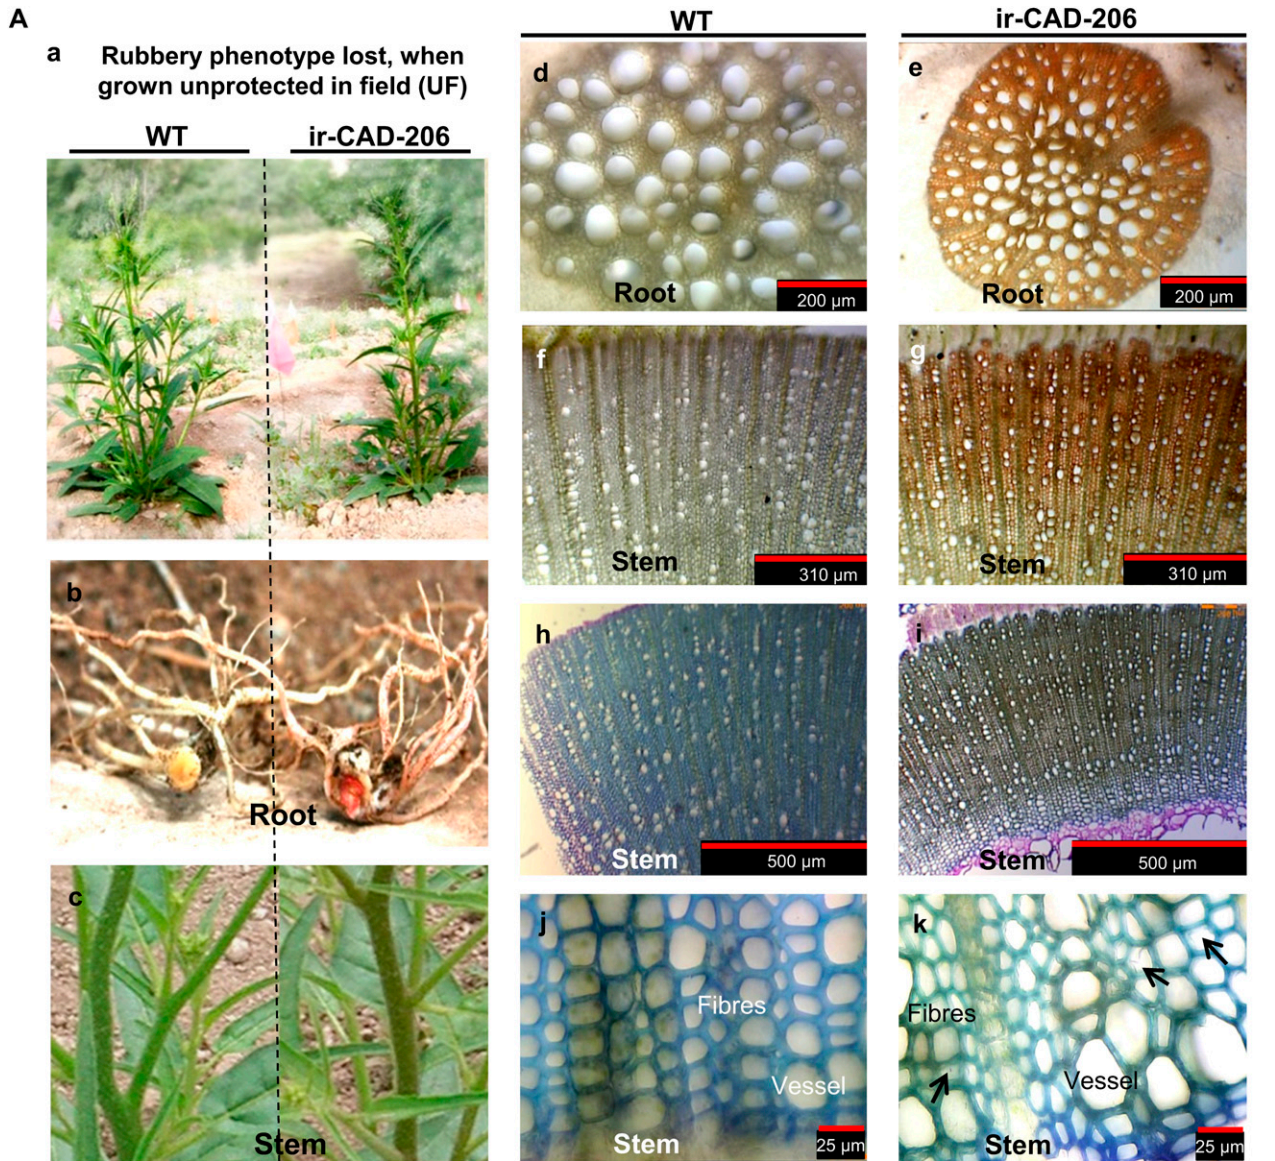 A
a
Rubbery phenotype lost, when
grown unprotected in field (UF)
WT
ir-CAD-206
b
Root
c
Stem
WT
ir-CAD-206
d
Root
200 µm
e
Root
200 µm
f
Stem
310 µm
g
Stem
310 µm
h
Stem
500 µm
i
Stem
500 µm
j
Fibres
Vessel
Stem
25 µm
k
Fibres
Vessel
Stem
25 µm